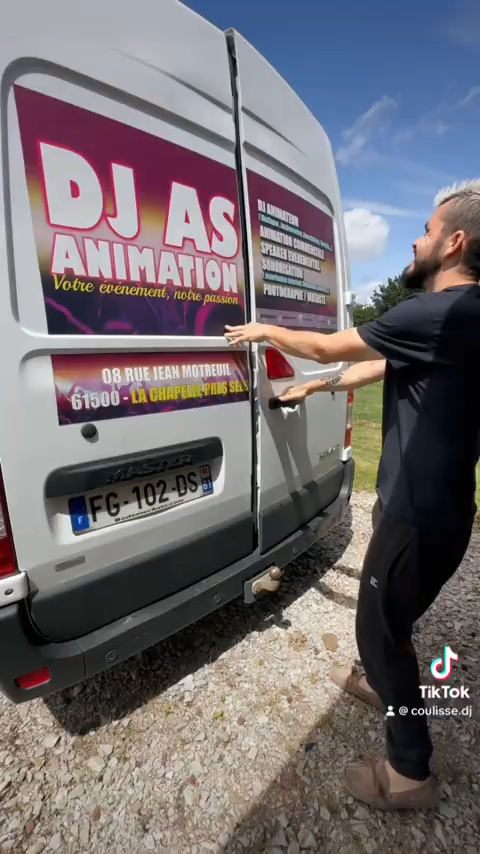 DJ AS
ANIMATION
Votre événement, notre passion
DJ ANIMATEUR
ANIMATION COMMERCIALE
SPEAKER EVENEMENTIEL
SONORISATION
PHOTOGRAPHE /
08 RUE JEAN MOTREUIL
61500 - LA CHAPELLE PRES SEES
MASTER
F FG-102-DS 61
TikTok
@ coulisse.dj